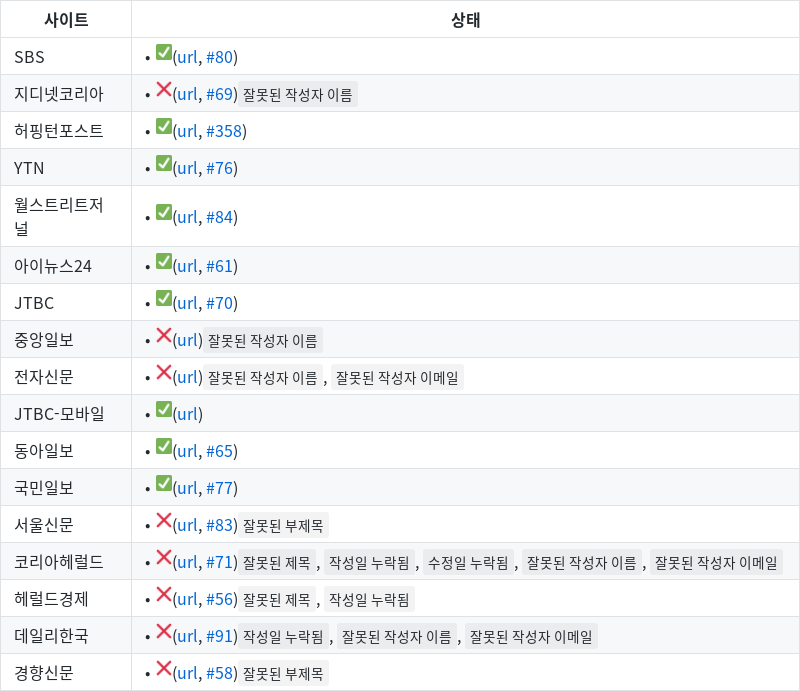 사이트 상태
SBS • ✅(url, #80)
지디넷코리아 • ❌(url, #69) 잘못된 작성자 이름
허핑턴포스트 • ✅(url, #358)
YTN • ✅(url, #76)
월스트리트저
널 • ✅(url, #84)
아이뉴스24 • ✅(url, #61)
JTBC • ✅(url, #70)
중앙일보 • ❌(url) 잘못된 작성자 이름
전자신문 • ❌(url) 잘못된 작성자 이름 , 잘못된 작성자 이메일
JTBC-모바일 • ✅(url)
동아일보 • ✅(url, #65)
국민일보 • ✅(url, #77)
서울신문 • ❌(url, #83) 잘못된 부제목
코리아헤럴드 • ❌(url, #71) 잘못된 제목 , 작성일 누락됨 , 수정일 누락됨 , 잘못된 작성자 이름 , 잘못된 작성자 이메일
헤럴드경제 • ❌(url, #56) 잘못된 제목 , 작성일 누락됨
데일리한국 • ❌(url, #91) 작성일 누락됨 , 잘못된 작성자 이름 , 잘못된 작성자 이메일
경향신문 • ❌(url, #58) 잘못된 부제목